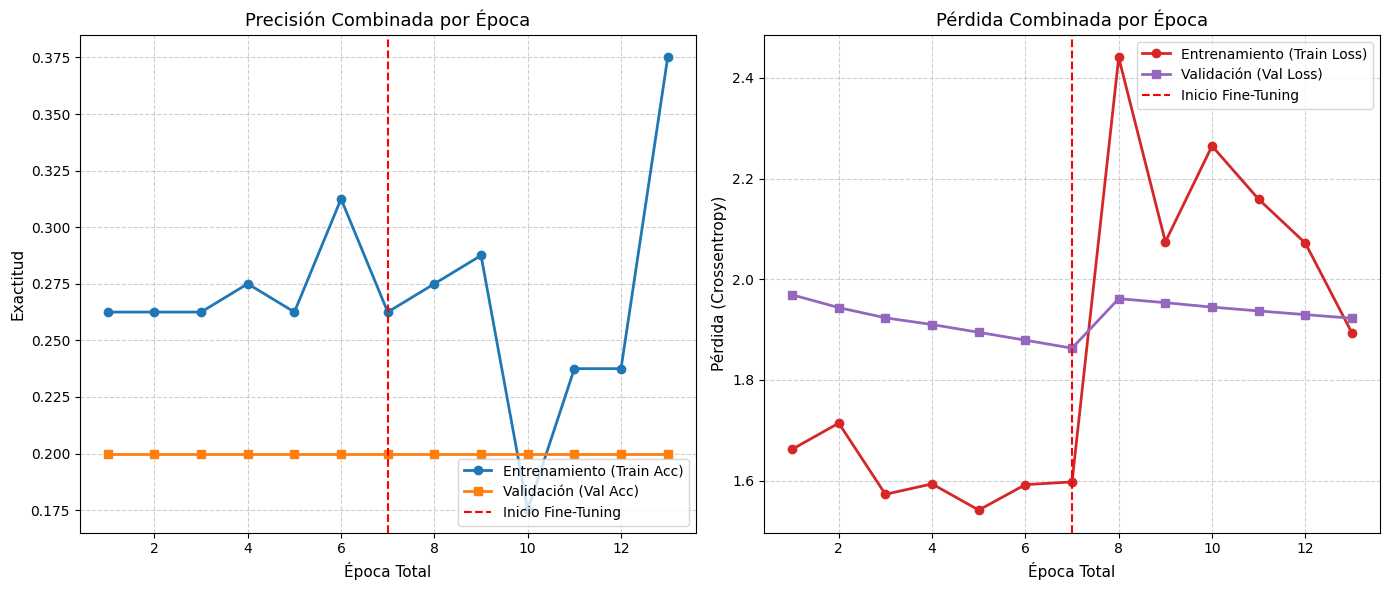 Precisión Combinada por Época
0.375
0.350
0.325
0.300
0.275
0.250
0.225
0.200
0.175
Exactitud
2
4
6
8
10
12
Época Total
Entrenamiento (Train Acc)
Validación (Val Acc)
Inicio Fine-Tuning
Pérdida Combinada por Época
2.4
2.2
2.0
1.8
1.6
Pérdida (Crossentropy)
2
4
6
8
10
12
Época Total
Entrenamiento (Train Loss)
Validación (Val Loss)
Inicio Fine-Tuning